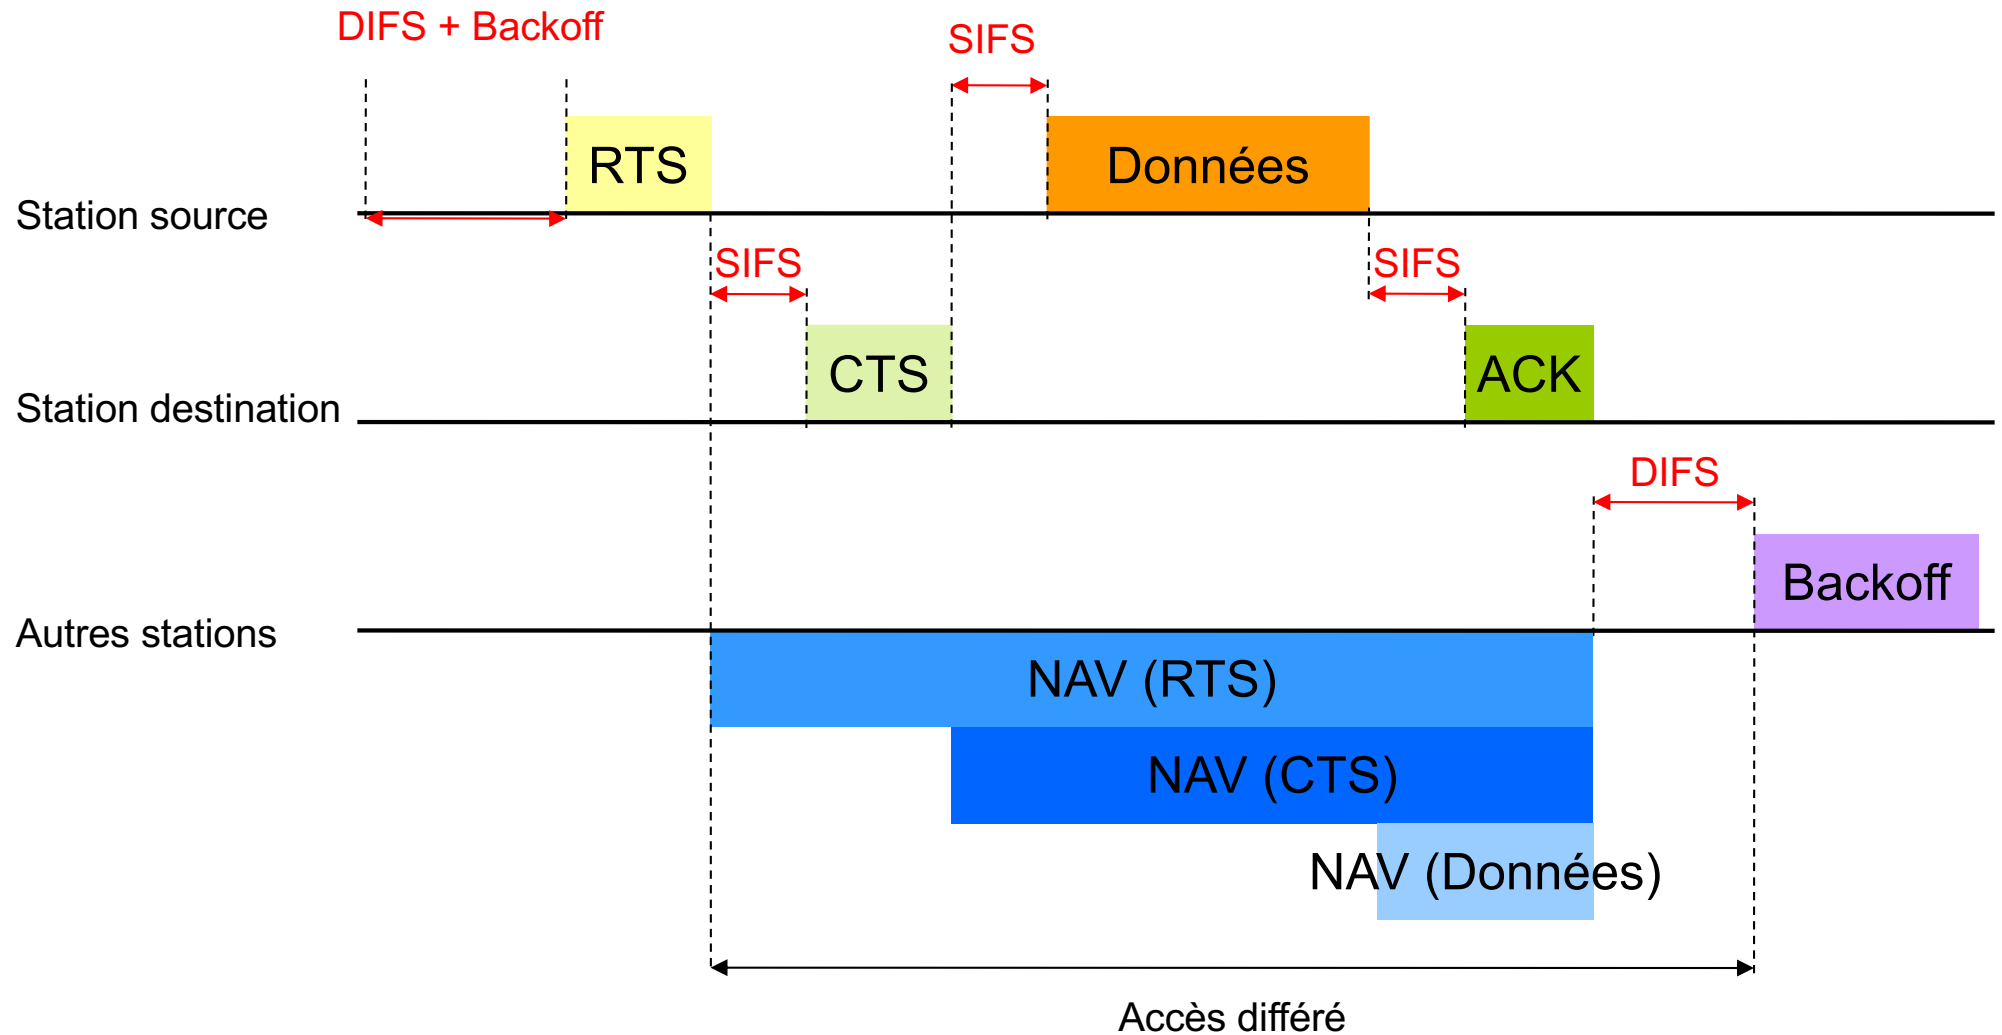 DIFS + Backoff
SIFS
RTS
Données
Station source
SIFS
SIFS
CTS
ACK
Station destination
DIFS
Backoff
Autres stations
NAV (RTS)
NAV (CTS)
NAV (Données)
Accès différé